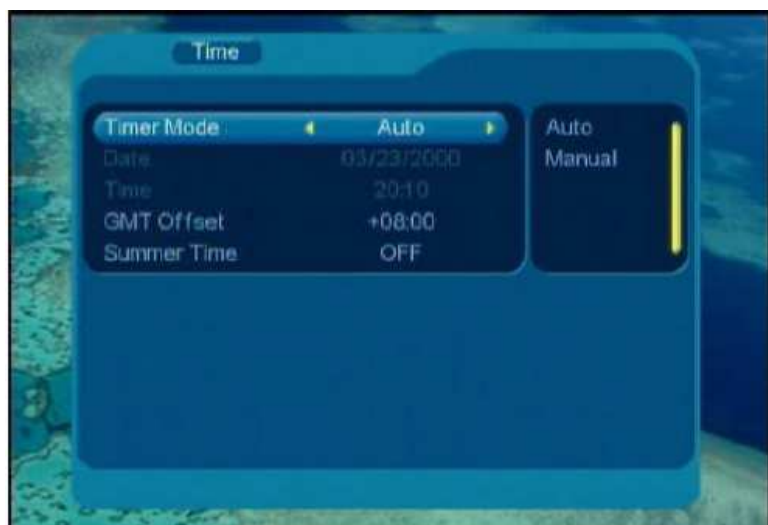 Time
Timer Mode Auto
Date 03/23/2000
Time 20:10
GMT Offset +08:00
Summer Time OFF
Auto
Manual